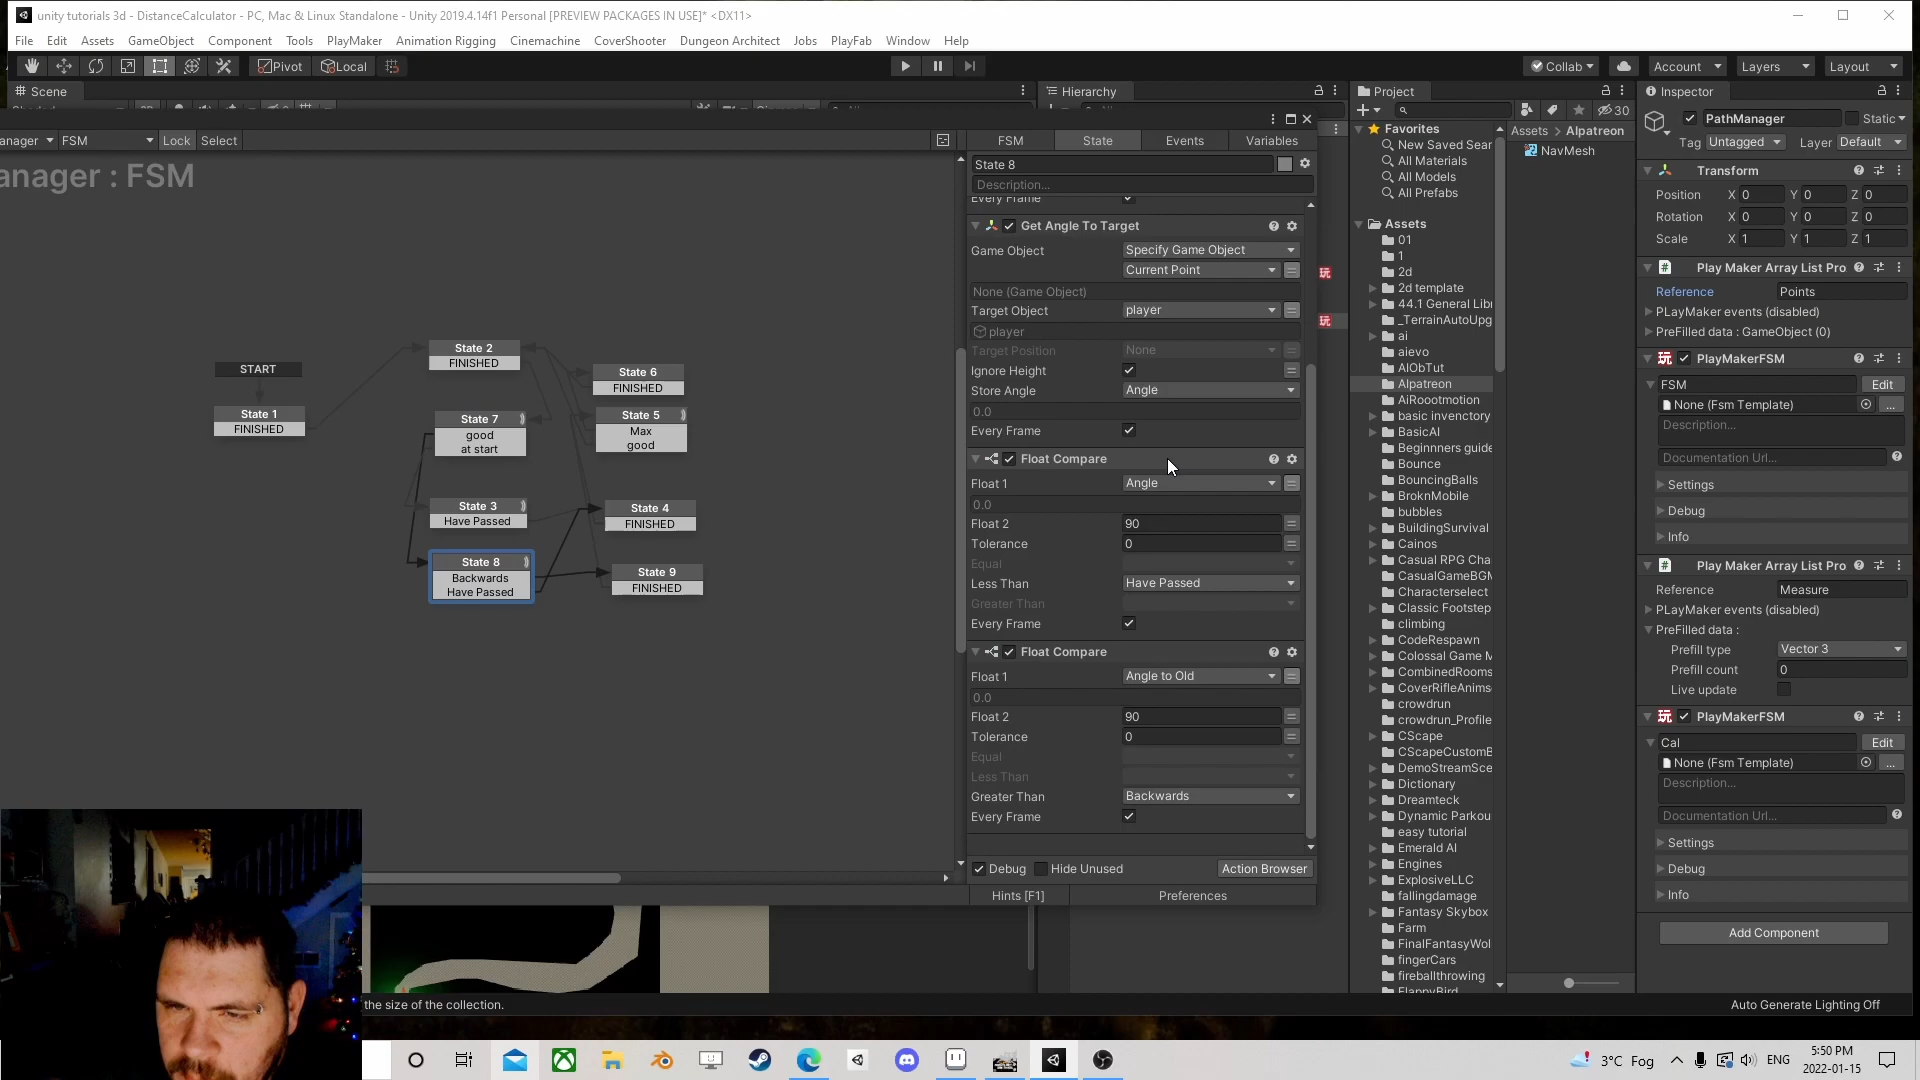 unity tutorials 3d - DistanceCalculator - PC, Mac & Linux Standalone - Unity 2019.4.14f1 Personal [PREVIEW PACKAGES IN USE]* <DX11>
File Edit Assets GameObject Component Tools PlayMaker Animation Rigging Cinemachine CoverShooter Dungeon Architect Jobs PlayFab Window Help
Pivot Local Collab Account Layers Layout
Scene Hierarchy Project Inspector
30
anager FSM Lock Select
FSM State Events Variables
anager : FSM
START
State 1
FINISHED
State 2
FINISHED
State 7
good
at start
State 3
Have Passed
State 8
Backwards
Have Passed
State 6
FINISHED
State 5
Max
good
State 4
FINISHED
State 9
FINISHED
State 8
Description...
Every Frame
Get Angle To Target
Game Object Specify Game Object
Current Point
None (Game Object)
Target Object player
player
Target Position None
Ignore Height
Store Angle Angle
0.0
Every Frame
Float Compare
Float 1 Angle
0.0
Float 2 90
Tolerance 0
Equal
Less Than Have Passed
Greater Than
Every Frame
Float Compare
Float 1 Angle to Old
0.0
Float 2 90
Tolerance 0
Equal
Less Than
Greater Than Backwards
Every Frame
Debug Hide Unused Action Browser
Hints [F1] Preferences
玩
玩
Favorites
New Saved Sear
All Materials
All Models
All Prefabs
Assets
01
1
2d
2d template
44.1 General Libr
_TerrainAutoUpg
ai
aievo
AIObTut
AIpatreon
AiRoootmotion
basic invenctory
BasicAI
Beginnners guide
Bounce
BouncingBalls
BroknMobile
bubbles
BuildingSurvival
Cainos
Casual RPG Cha
CasualGameBGM
Characterselect
Classic Footstep
climbing
CodeRespawn
Colossal Game M
CombinedRooms
CoverRifleAnims
crowdrun
crowdrun_Profile
CScape
CScapeCustomB
DemoStreamSce
Dictionary
Dreamteck
Dynamic Parkou
easy tutorial
Emerald AI
Engines
ExplosiveLLC
fallingdamage
Fantasy Skybox
Farm
FinalFantasyWol
fingerCars
fireballthrowing
FlappyBird
Assets > AIpatreon
NavMesh
PathManager Static
Tag Untagged Layer Default
Transform
Position X 0 Y 0 Z 0
Rotation X 0 Y 0 Z 0
Scale X 1 Y 1 Z 1
Play Maker Array List Pro
Reference Points
PLayMaker events (disabled)
PreFilled data : GameObject (0)
玩 PlayMakerFSM
FSM Edit
None (Fsm Template) ...
Description...
Documentation Url...
Settings
Debug
Info
Play Maker Array List Pro
Reference Measure
PLayMaker events (disabled)
PreFilled data :
Prefill type Vector 3
Prefill count 0
Live update
玩 PlayMakerFSM
Cal Edit
None (Fsm Template) ...
Description...
Documentation Url...
Settings
Debug
Info
Add Component
the size of the collection.
Auto Generate Lighting Off
3°C Fog ENG 5:50 PM
2022-01-15